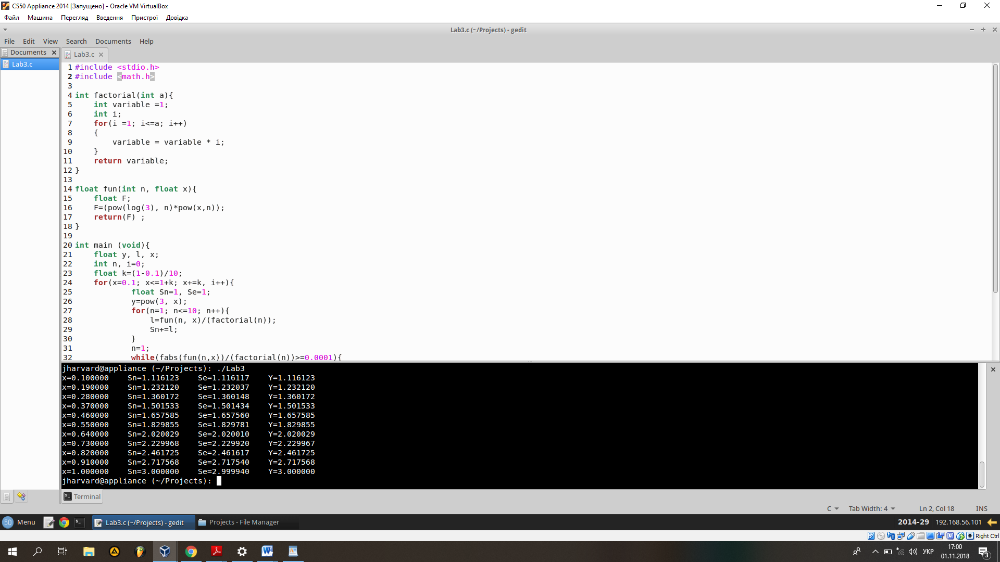 CS50 Appliance 2014 [Запущено] - Oracle VM VirtualBox
Файл Машина Перегляд Введення Пристрої Довідка
Lab3.c (~/Projects) - gedit
File Edit View Search Documents Help
Documents
Lab3.c
Lab3.c
1 #include <stdio.h>
2 #include <math.h>
3
4 int factorial(int a){
5     int variable =1;
6     int i;
7     for(i =1; i<=a; i++)
8     {
9         variable = variable * i;
10     }
11     return variable;
12 }
13
14 float fun(int n, float x){
15     float F;
16     F=(pow(log(3), n)*pow(x,n));
17     return(F) ;
18 }
19
20 int main (void){
21     float y, l, x;
22     int n, i=0;
23     float k=(1-0.1)/10;
24     for(x=0.1; x<=1+k; x+=k, i++){
25             float Sn=1, Se=1;
26             y=pow(3, x);
27             for(n=1; n<=10; n++){
28                 l=fun(n, x)/(factorial(n));
29                 Sn+=l;
30             }
31             n=1;
32             while(fabs(fun(n,x))/(factorial(n))>=0.0001){
jharvard@appliance (~/Projects): ./Lab3
x=0.100000    Sn=1.116123    Se=1.116117    Y=1.116123
x=0.190000    Sn=1.232120    Se=1.232037    Y=1.232120
x=0.280000    Sn=1.360172    Se=1.360148    Y=1.360172
x=0.370000    Sn=1.501533    Se=1.501434    Y=1.501533
x=0.460000    Sn=1.657585    Se=1.657560    Y=1.657585
x=0.550000    Sn=1.829855    Se=1.829781    Y=1.829855
x=0.640000    Sn=2.020029    Se=2.020010    Y=2.020029
x=0.730000    Sn=2.229968    Se=2.229920    Y=2.229967
x=0.820000    Sn=2.461725    Se=2.461617    Y=2.461725
x=0.910000    Sn=2.717568    Se=2.717540    Y=2.717568
x=1.000000    Sn=3.000000    Se=2.999940    Y=3.000000
jharvard@appliance (~/Projects):
Terminal
C Tab Width: 4 Ln 2, Col 18 INS
50 Menu Lab3.c (~/Projects) - gedit Projects - File Manager 2014-29 192.168.56.101
Right Ctrl
УКР 17:00
01.11.2018
3